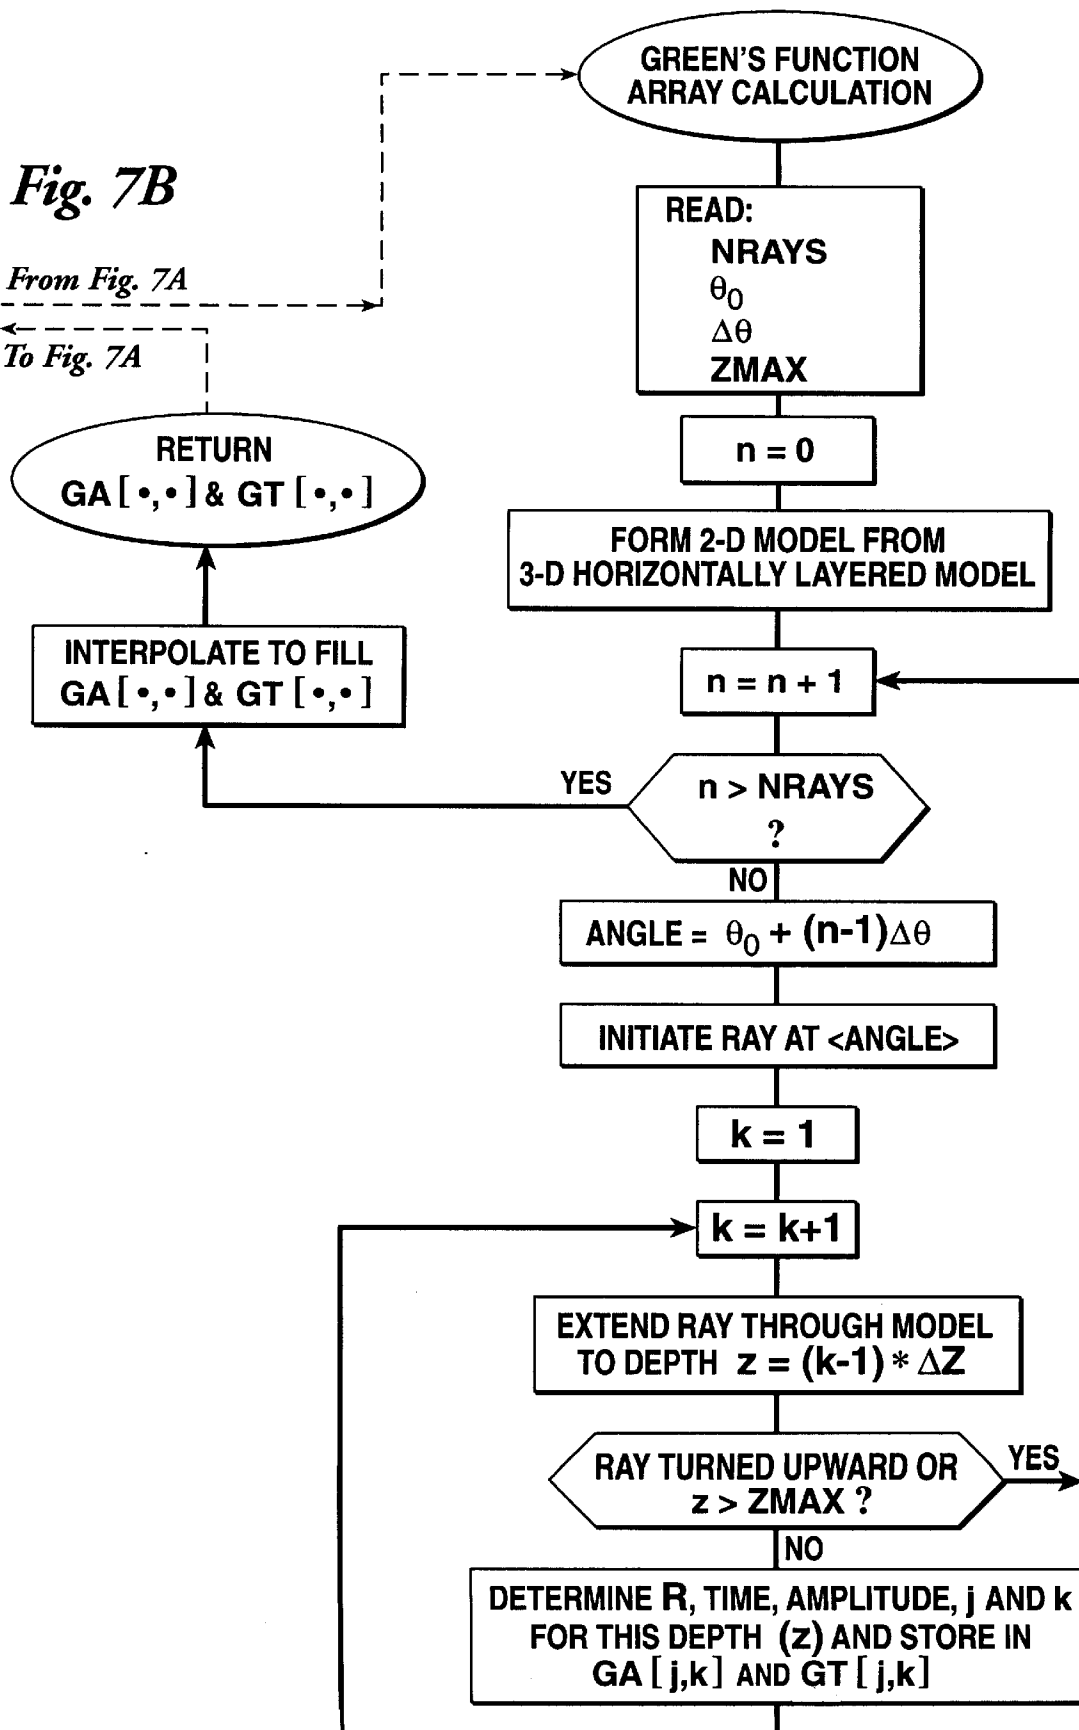 Fig. 7B
From Fig. 7A
To Fig. 7A
GREEN'S FUNCTION
ARRAY CALCULATION
READ:
NRAYS
θ0
Δθ
ZMAX
n = 0
FORM 2-D MODEL FROM
3-D HORIZONTALLY LAYERED MODEL
n = n + 1
n > NRAYS
?
YES
NO
INTERPOLATE TO FILL
GA [ •,• ] & GT [ •,• ]
RETURN
GA [ •,• ] & GT [ •,• ]
ANGLE = θ0 + (n-1)Δθ
INITIATE RAY AT <ANGLE>
k = 1
k = k+1
EXTEND RAY THROUGH MODEL
TO DEPTH z = (k-1) * ΔZ
RAY TURNED UPWARD OR
z > ZMAX ?
YES
NO
DETERMINE R, TIME, AMPLITUDE, j AND k
FOR THIS DEPTH (z) AND STORE IN
GA [ j,k ] AND GT [ j,k ]